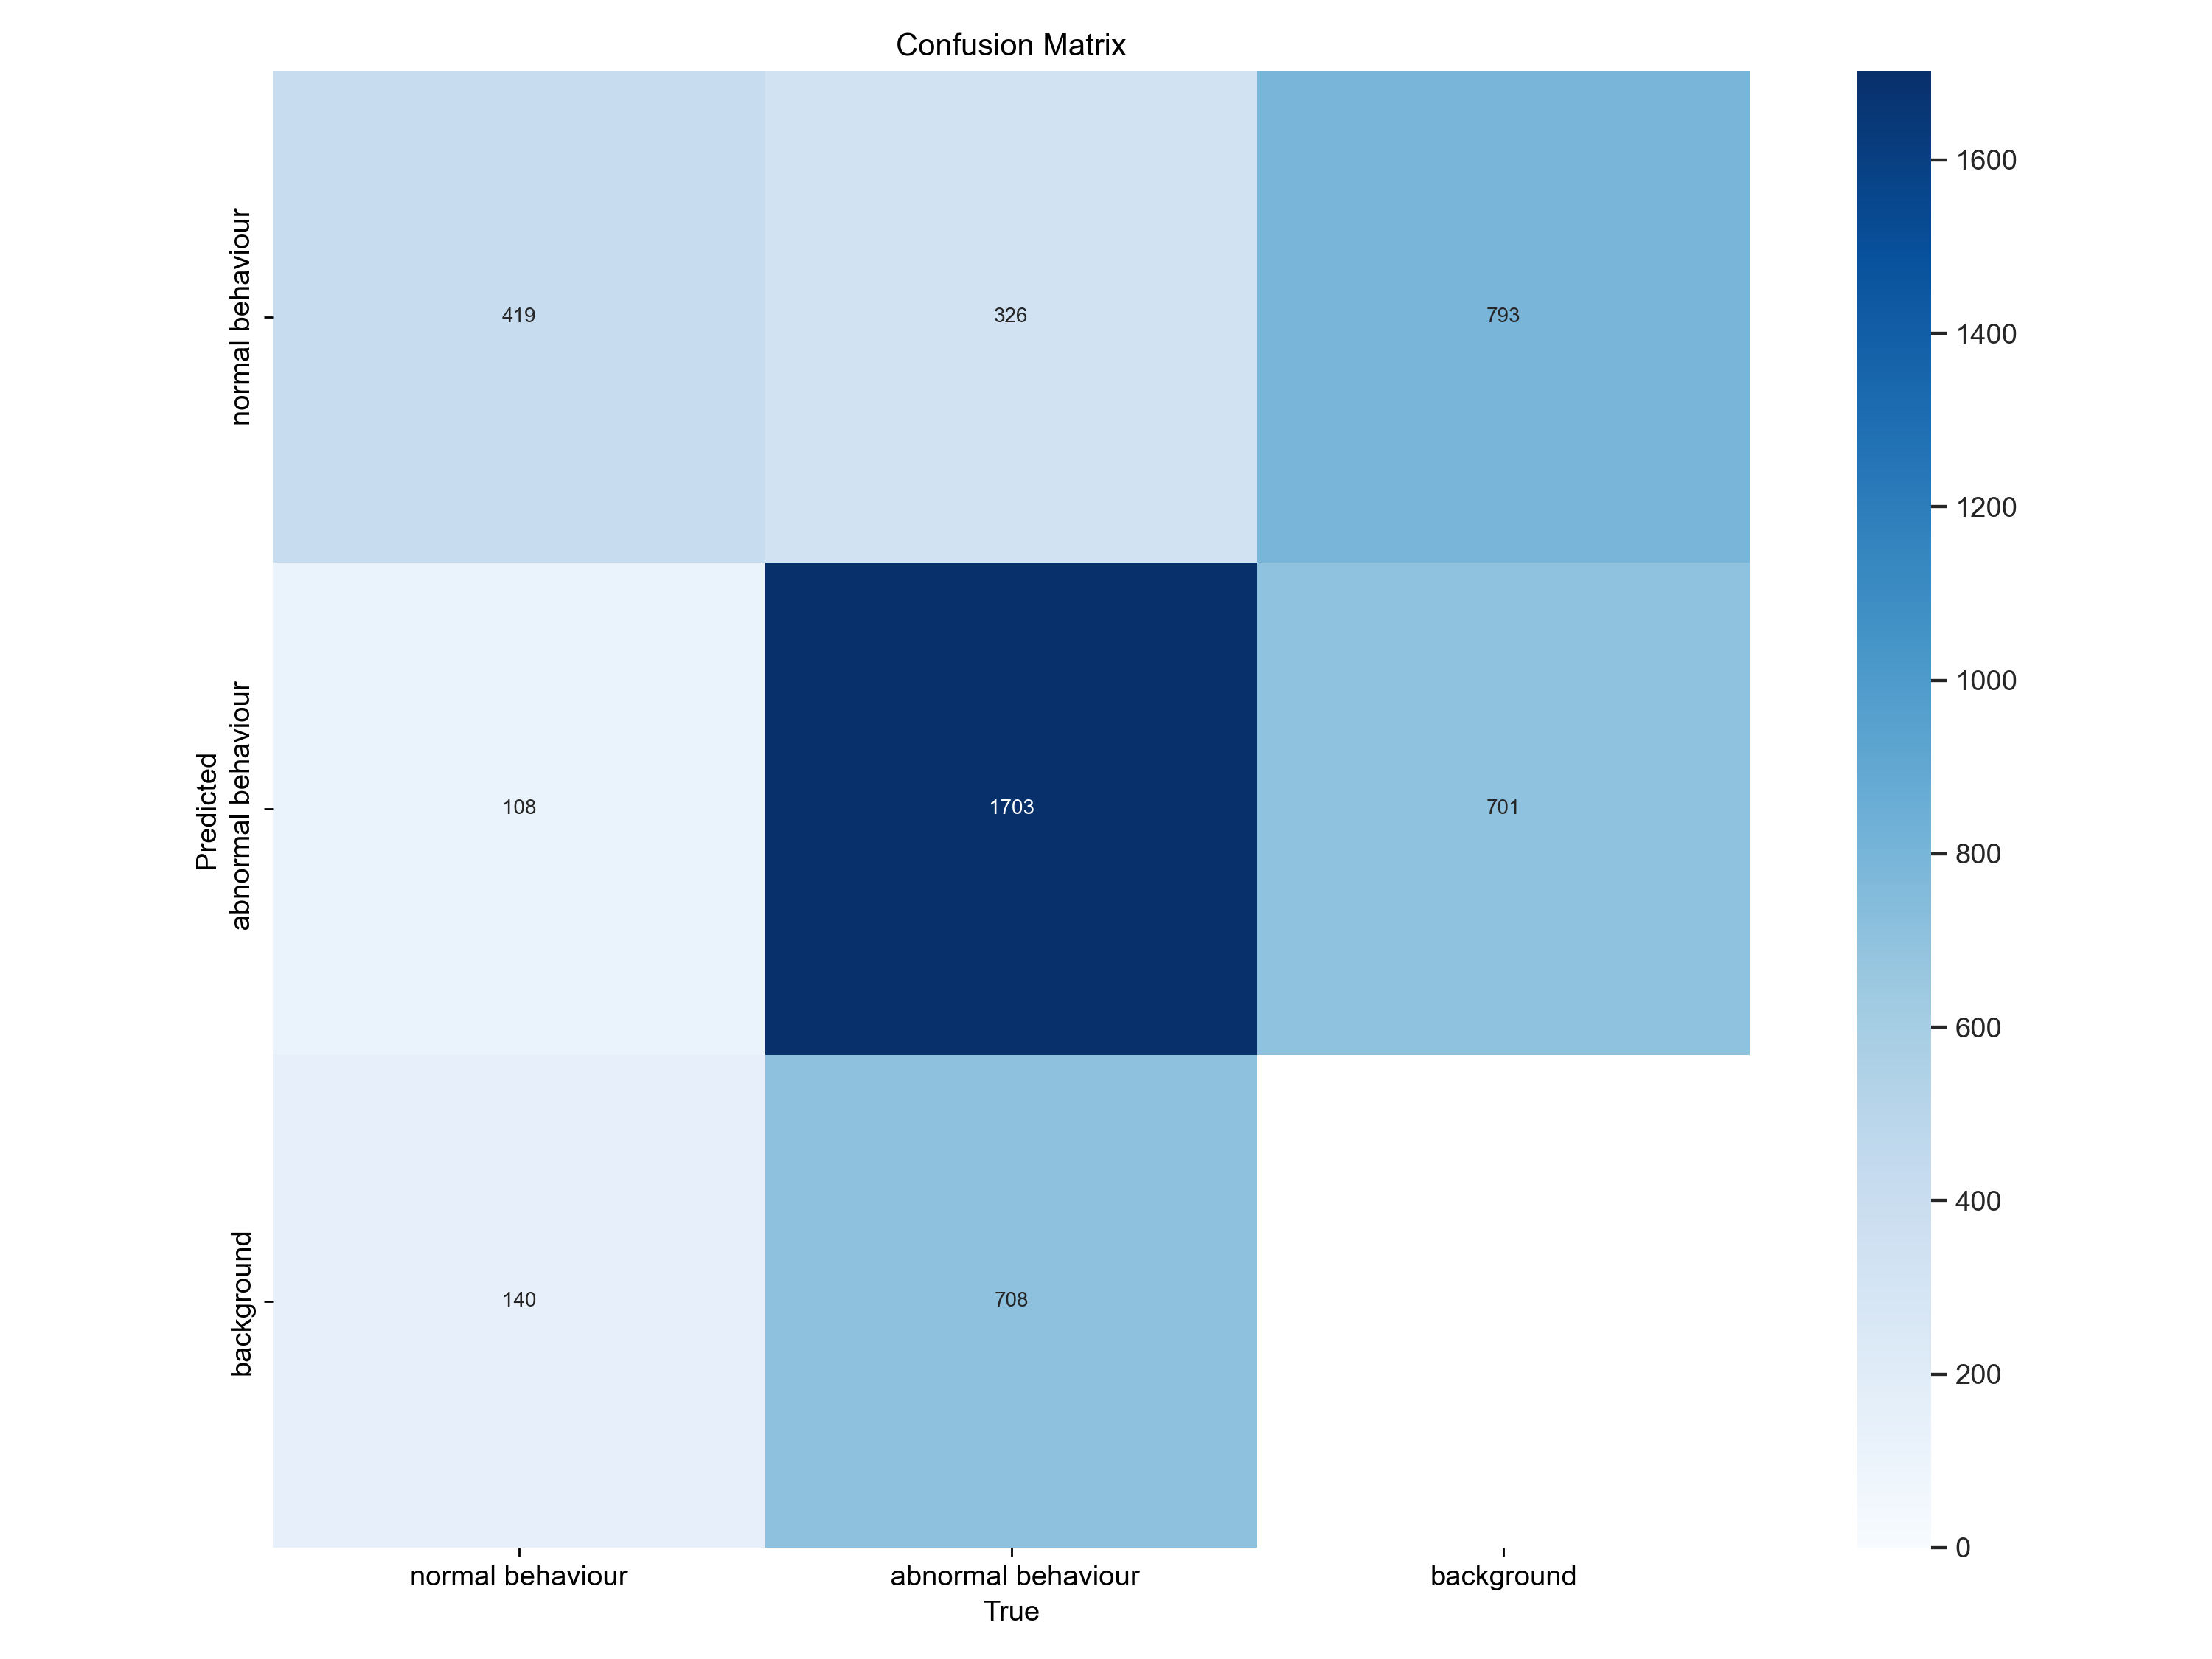 Confusion Matrix
Predicted
normal behaviour
419 326 793
abnormal behaviour
108 1703 701
background
140 708
normal behaviour abnormal behaviour background
True
1600
1400
1200
1000
800
600
400
200
0